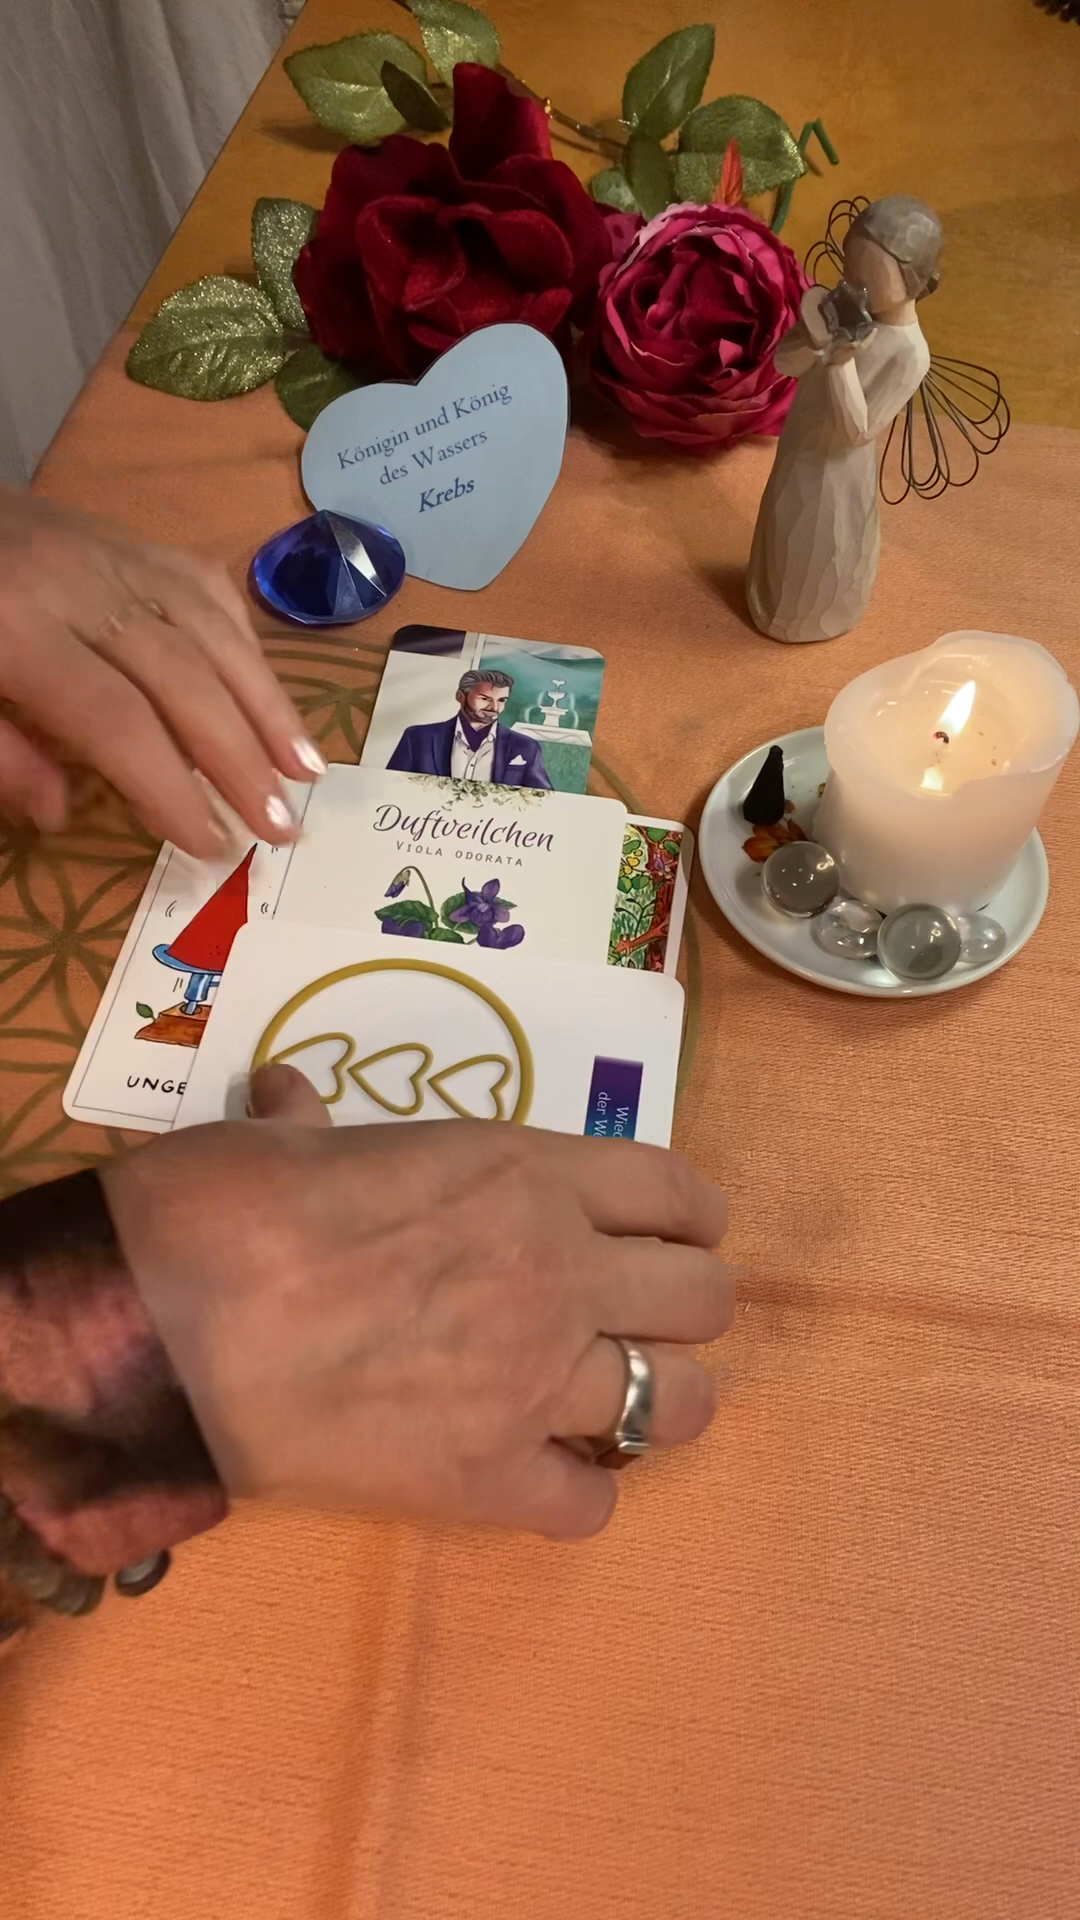 Königin und König
des Wassers
Krebs
Duftveilchen
VIOLA ODORATA
UNGE